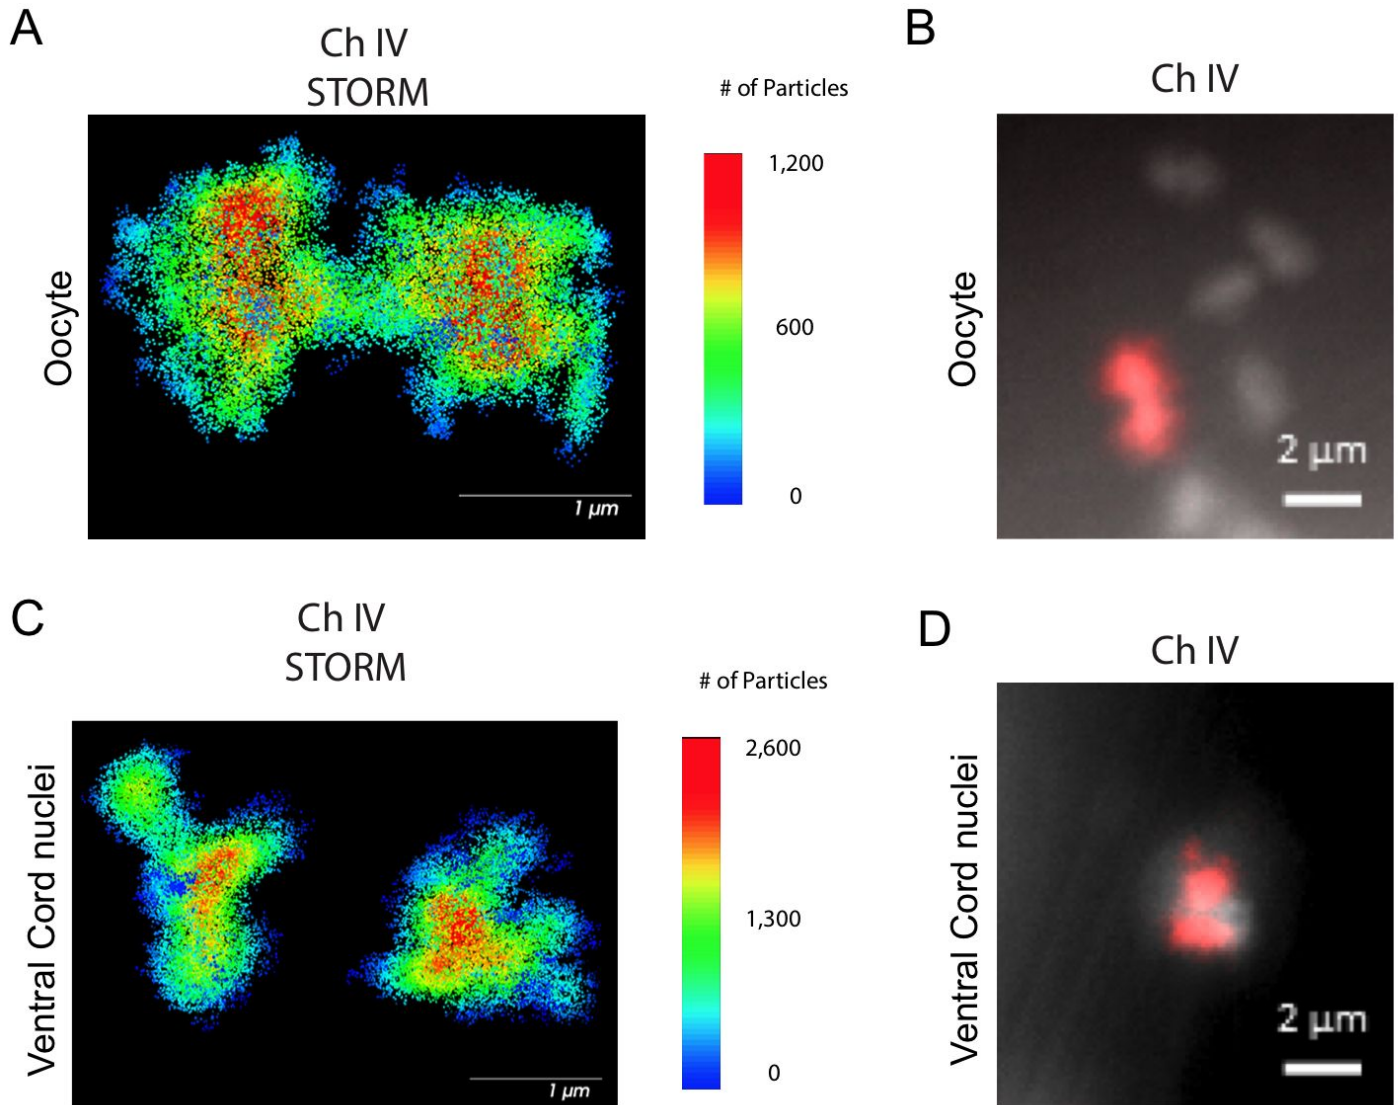 A
Ch IV
STORM
# of Particles
1,200
600
0
Oocyte
1 µm
B
Ch IV
Oocyte
2 µm
C
Ch IV
STORM
# of Particles
2,600
1,300
0
Ventral Cord nuclei
1 µm
D
Ch IV
Ventral Cord nuclei
2 µm